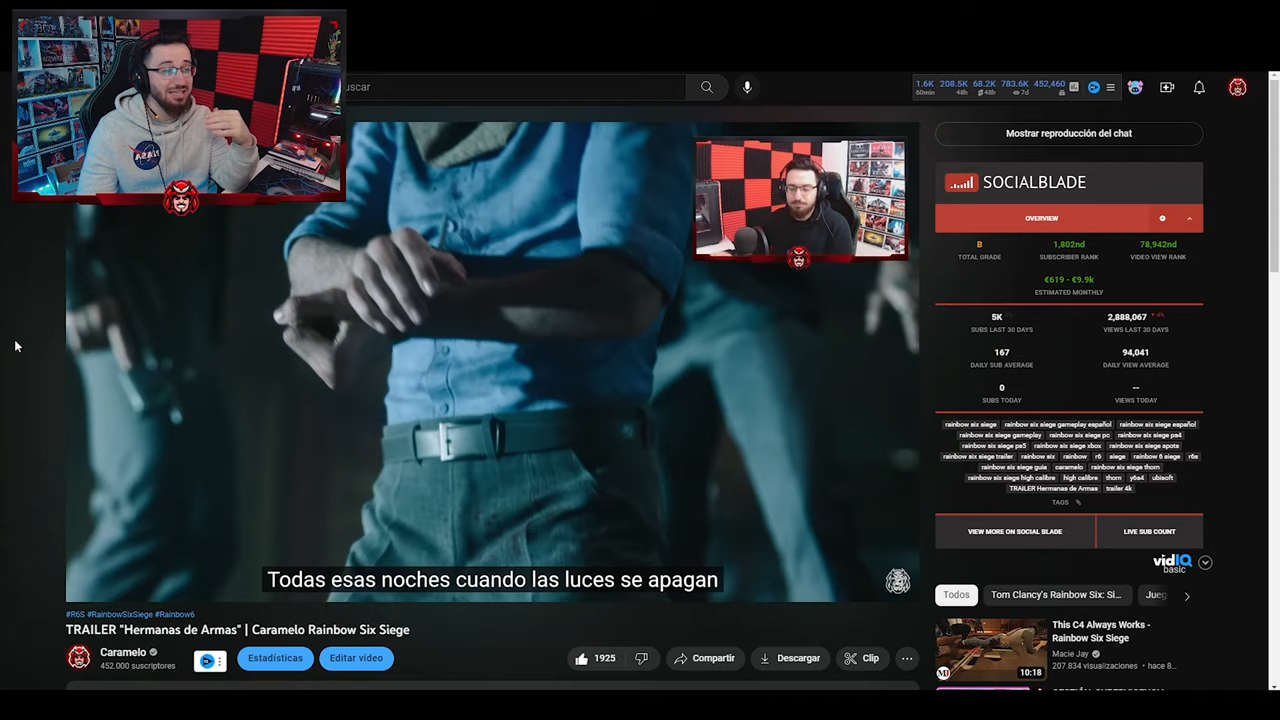 uscar
1.6K 208.5K 68.2K 783.6K 452,460
60min 48h 48h 7d
Mostrar reproducción del chat
SOCIALBLADE
OVERVIEW
B 1,802nd 78,942nd
TOTAL GRADE SUBSCRIBER RANK VIDEO VIEW RANK
€619 - €9.9k
ESTIMATED MONTHLY
5K 2,888,067
SUBS LAST 30 DAYS VIEWS LAST 30 DAYS
167 94,041
DAILY SUB AVERAGE DAILY VIEW AVERAGE
0 --
SUBS TODAY VIEWS TODAY
rainbow six siege rainbow six siege gameplay español rainbow six siege español
rainbow six siege gameplay rainbow six siege pc rainbow six siege ps4
rainbow six siege ps5 rainbow six siege xbox rainbow six siege spots
rainbow six siege trailer rainbow six rainbow r6 siege rainbow 6 siege r6s
rainbow six siege guia caramelo rainbow six siege thorn
rainbow six siege high calibre high calibre thorn y6s4 ubisoft
TRAILER Hermanas de Armas trailer 4k
TAGS
VIEW MORE ON SOCIAL BLADE LIVE SUB COUNT
vidIQ
basic
Todos Tom Clancy's Rainbow Six: Si... Jueg
This C4 Always Works -
Rainbow Six Siege
Macie Jay
207.834 visualizaciones • hace 8...
10:18
NASA
Todas esas noches cuando las luces se apagan
#R6S #RainbowSixSiege #Rainbow6
TRAILER "Hermanas de Armas" | Caramelo Rainbow Six Siege
Caramelo
452.000 suscriptores
Estadísticas
Editar vídeo
1925
Compartir
Descargar
Clip